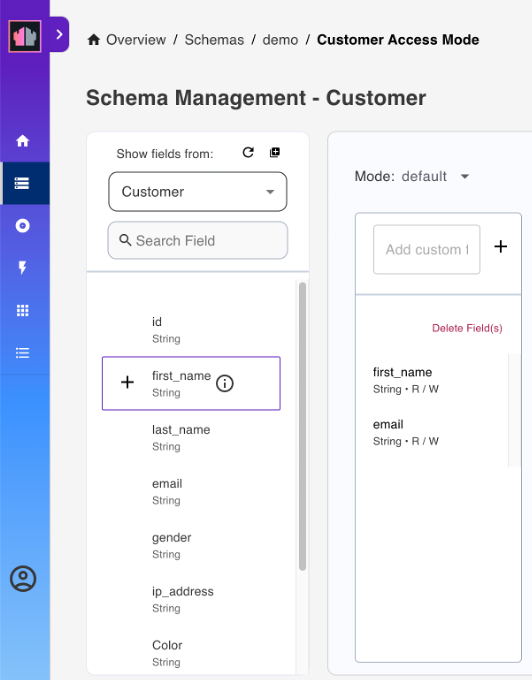 Overview / Schemas / demo / Customer Access Mode
Schema Management - Customer
Show fields from:
Customer
Search Field
id
String
first_name
String
last_name
String
email
String
gender
String
ip_address
String
Color
String
Mode: default
Add custom f
Delete Field(s)
first_name
String • R / W
email
String • R / W